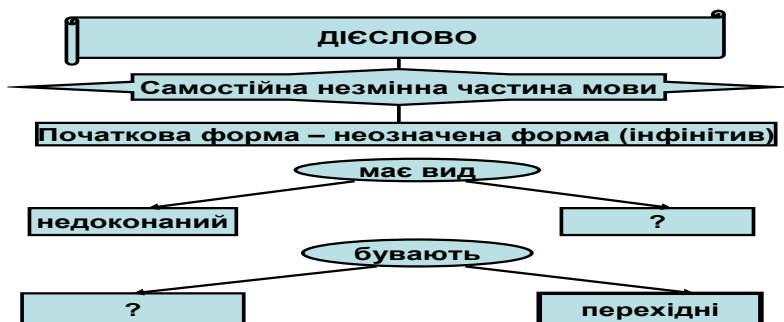 ДІЄСЛОВО
Самостійна незмінна частина мови
Початкова форма – неозначена форма (інфінітив)
має вид
недоконаний
?
бувають
?
перехідні